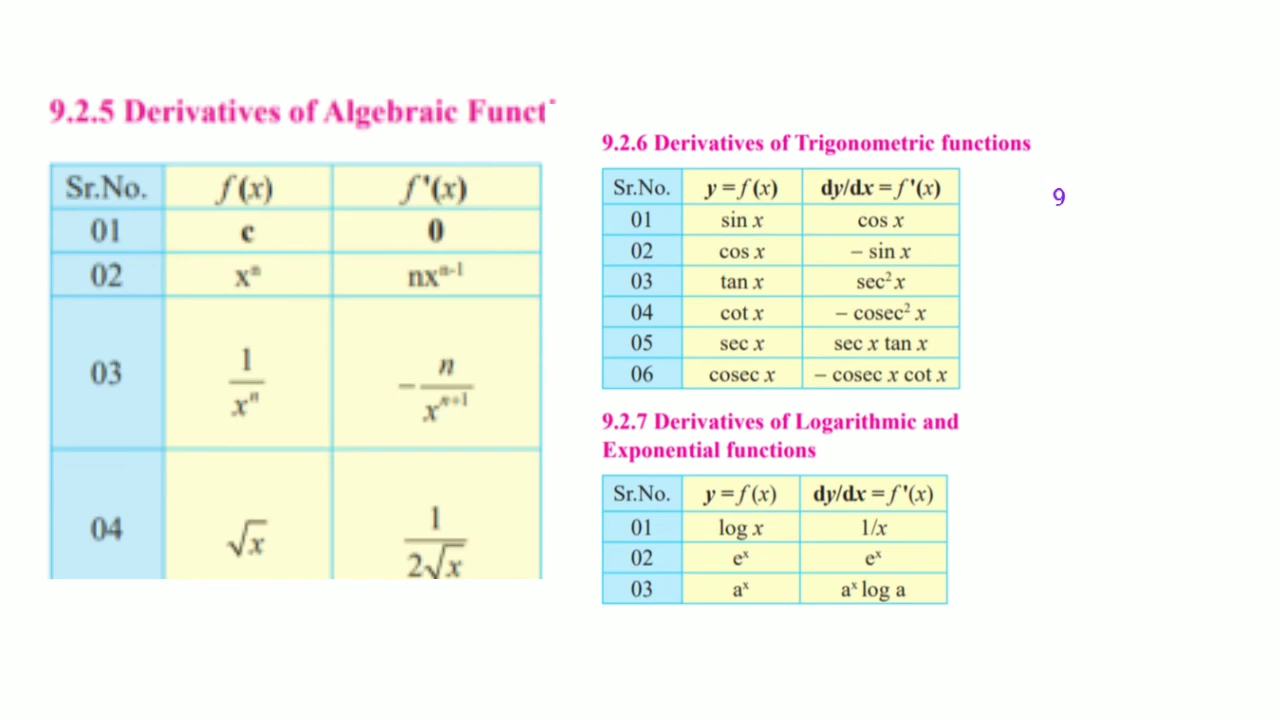 9.2.5 Derivatives of Algebraic Funct
Sr.No. f(x) f'(x)
01 c 0
02 xⁿ nxⁿ⁻¹
03 1/xⁿ −n/xⁿ⁺¹
04 √x 1/2√x
9.2.6 Derivatives of Trigonometric functions
Sr.No. y = f(x) dy/dx = f'(x)
01 sin x cos x
02 cos x − sin x
03 tan x sec² x
04 cot x − cosec² x
05 sec x sec x tan x
06 cosec x − cosec x cot x
9.2.7 Derivatives of Logarithmic and
Exponential functions
Sr.No. y = f(x) dy/dx = f'(x)
01 log x 1/x
02 eˣ eˣ
03 aˣ aˣ log a
9